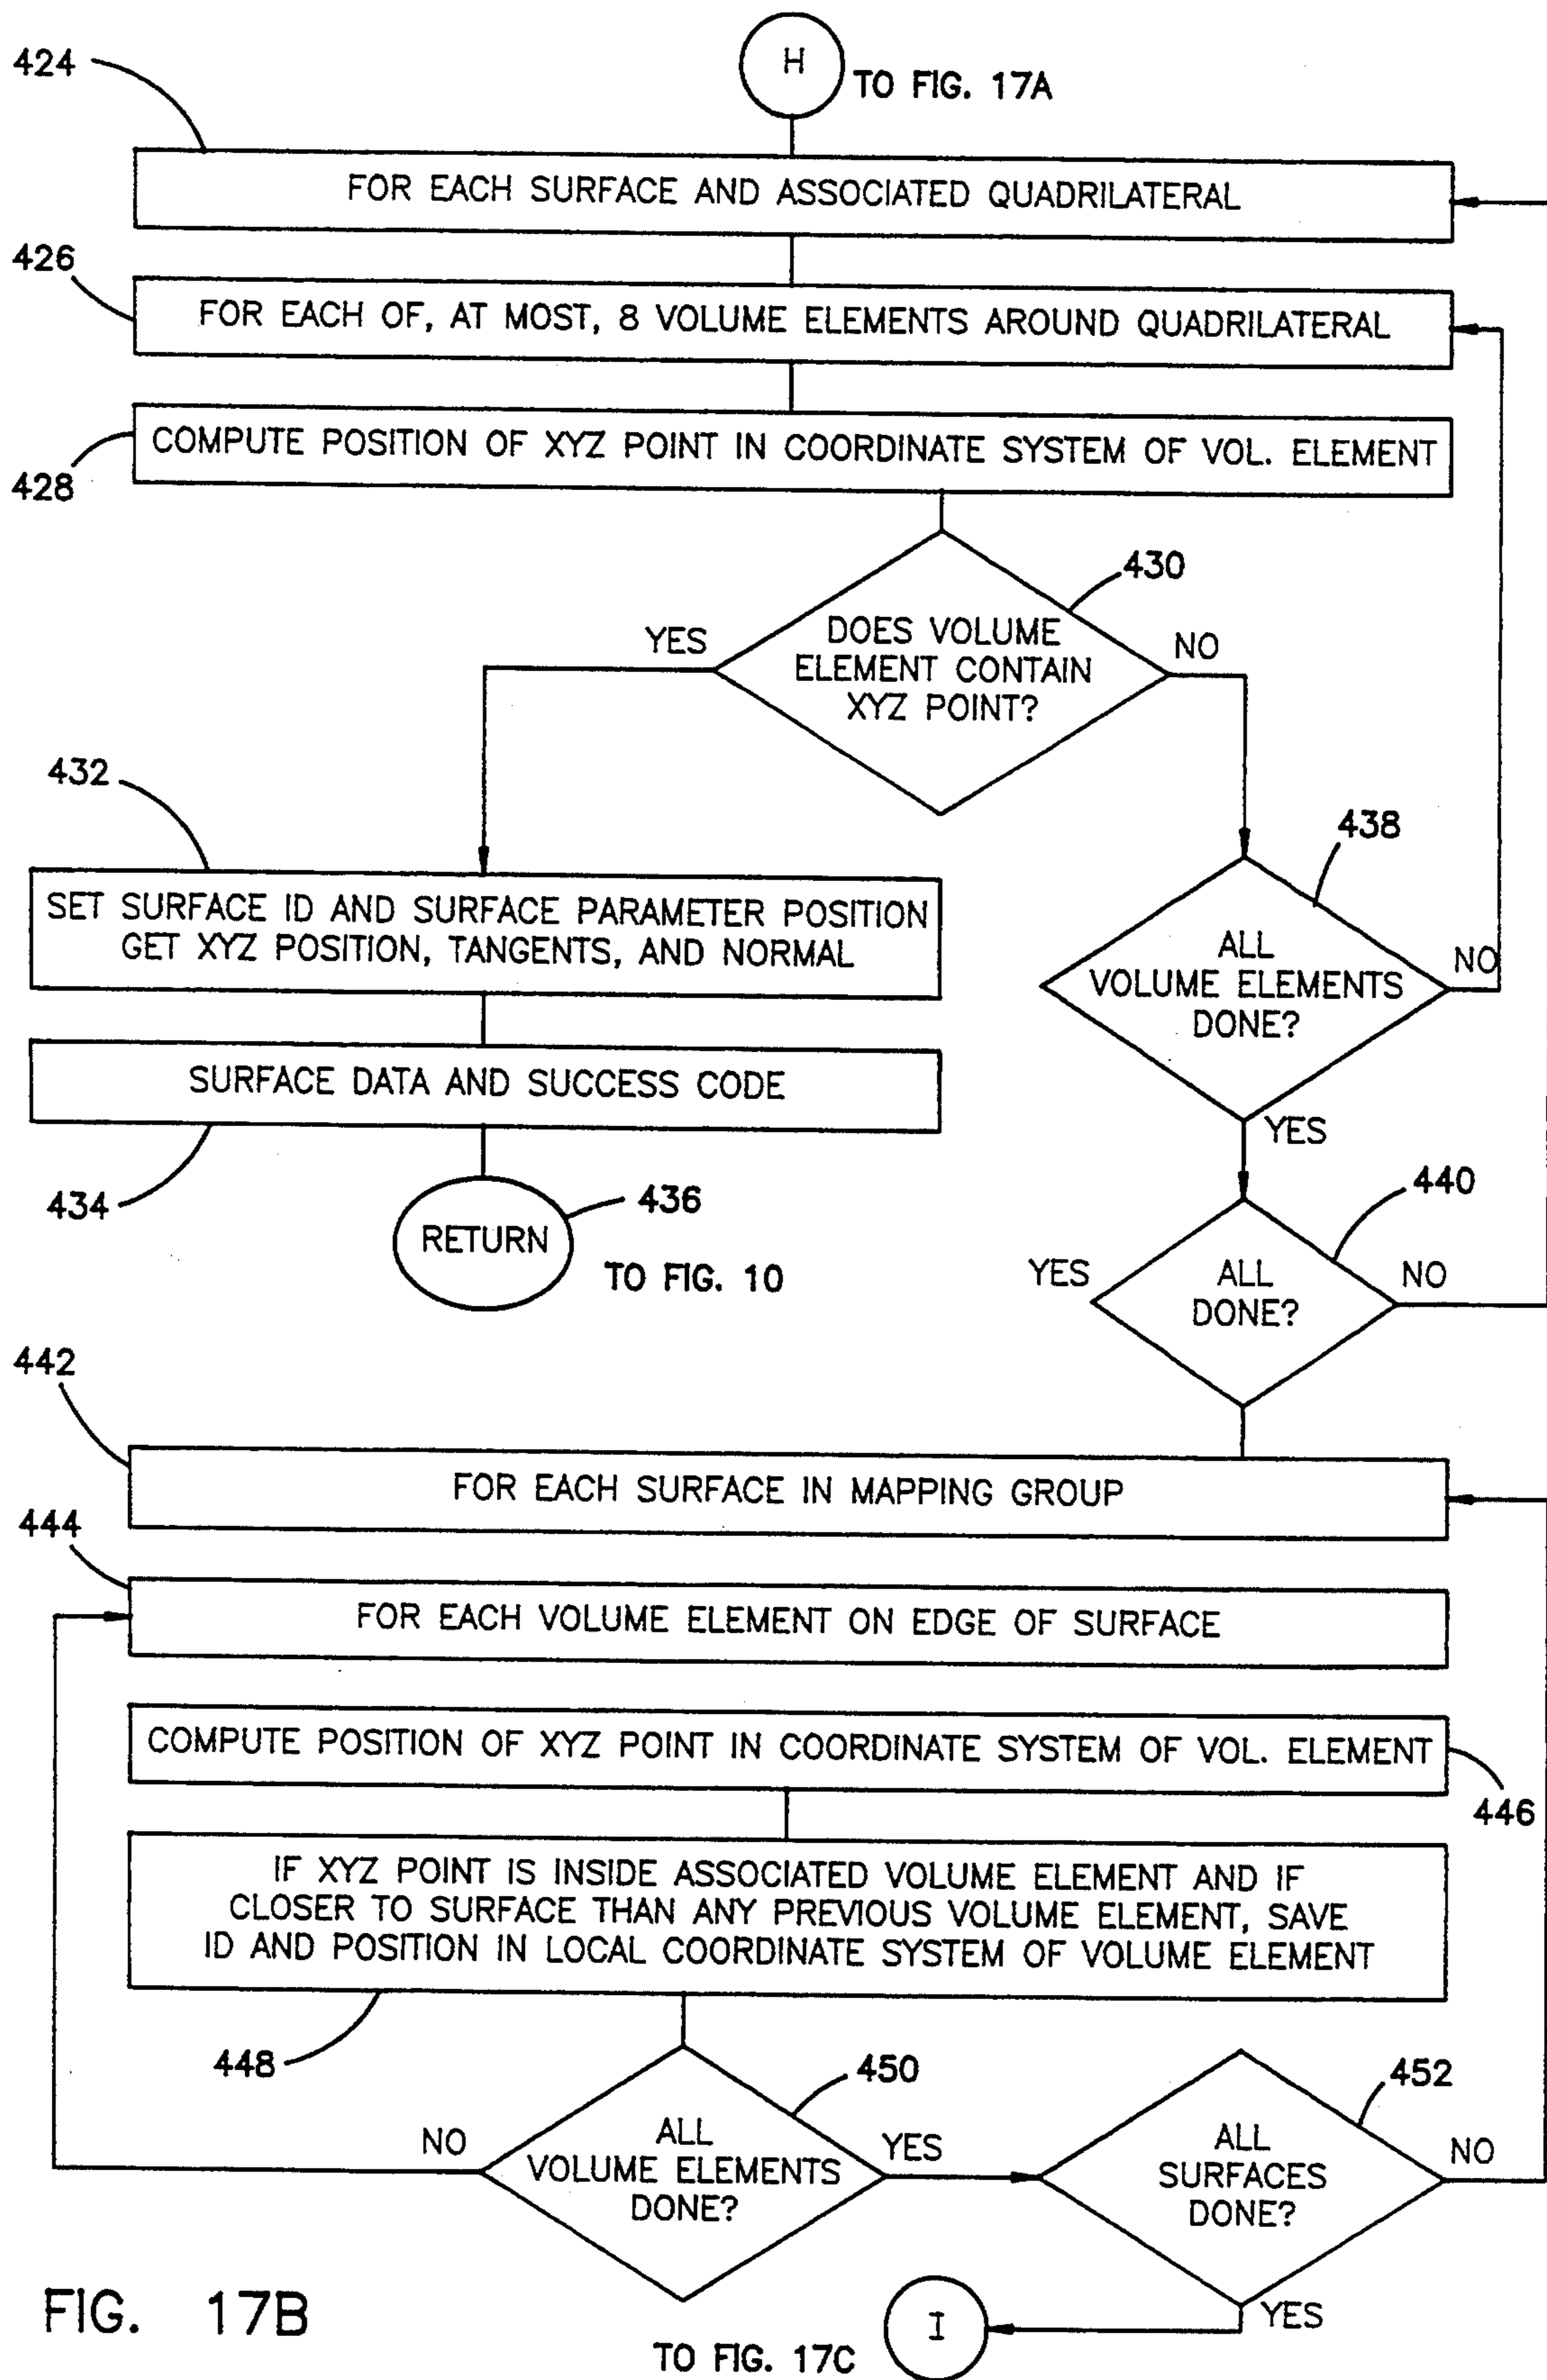 424
H
TO FIG. 17A
FOR EACH SURFACE AND ASSOCIATED QUADRILATERAL
426
FOR EACH OF, AT MOST, 8 VOLUME ELEMENTS AROUND QUADRILATERAL
COMPUTE POSITION OF XYZ POINT IN COORDINATE SYSTEM OF VOL. ELEMENT
428
430
YES
DOES VOLUME
ELEMENT CONTAIN
XYZ POINT?
NO
432
438
SET SURFACE ID AND SURFACE PARAMETER POSITION
GET XYZ POSITION, TANGENTS, AND NORMAL
ALL
VOLUME ELEMENTS
DONE?
NO
SURFACE DATA AND SUCCESS CODE
YES
434
436
RETURN
TO FIG. 10
440
YES
ALL
DONE?
NO
442
FOR EACH SURFACE IN MAPPING GROUP
444
FOR EACH VOLUME ELEMENT ON EDGE OF SURFACE
COMPUTE POSITION OF XYZ POINT IN COORDINATE SYSTEM OF VOL. ELEMENT
446
IF XYZ POINT IS INSIDE ASSOCIATED VOLUME ELEMENT AND IF
CLOSER TO SURFACE THAN ANY PREVIOUS VOLUME ELEMENT, SAVE
ID AND POSITION IN LOCAL COORDINATE SYSTEM OF VOLUME ELEMENT
448
450
452
NO
ALL
VOLUME ELEMENTS
DONE?
YES
ALL
SURFACES
DONE?
NO
YES
FIG. 17B
TO FIG. 17C
I